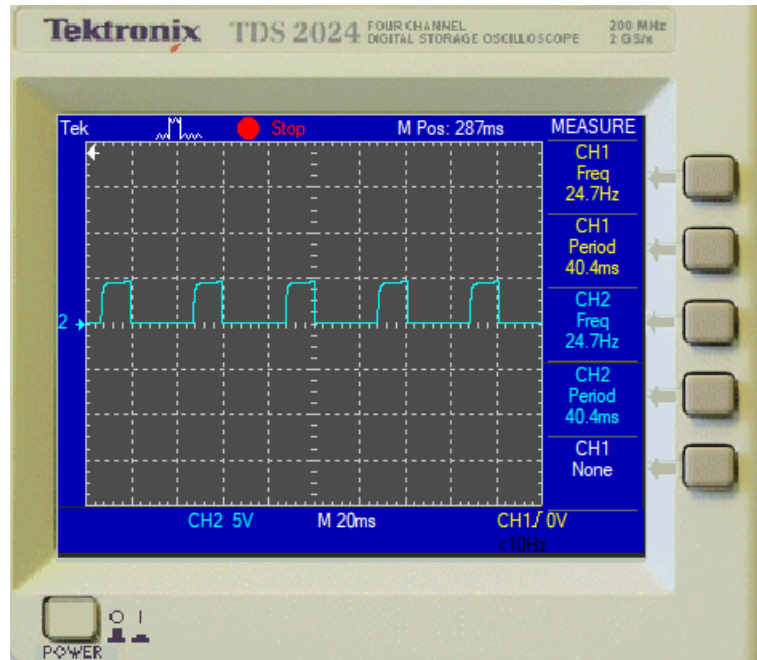 Tektronix TDS 2024 FOUR CHANNEL DIGITAL STORAGE OSCILLOSCOPE 200 MHz 2 GS/s
Tek Stop M Pos: 287ms MEASURE
CH1
Freq
24.7Hz
CH1
Period
40.4ms
CH2
Freq
24.7Hz
CH2
Period
40.4ms
CH1
None
2
CH2 5V M 20ms CH1 0V
<10Hz
POWER